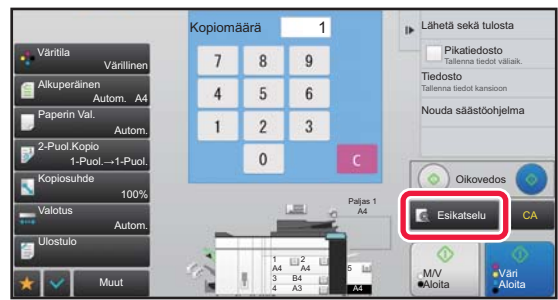 Kopiomäärä
1
7 8 9
4 5 6
1 2 3
0 C
Väritila
Värillinen
Alkuperäinen
Autom. A4
Paperin Val.
Autom.
2-Puol.Kopio
1-Puol.→1-Puol.
Kopiosuhde
100%
Valotus
Autom.
Ulostulo
Muut
Paljas 1
A4
1
A4
2
A4
3 B4
4 A3
5
A4
Lähetä sekä tulosta
Pikatiedosto
Tallenna tiedot väliaik.
Tiedosto
Tallenna tiedot kansioon
Nouda säästöohjelma
Oikovedos
Esikatselu
CA
M/V
Aloita
Väri
Aloita